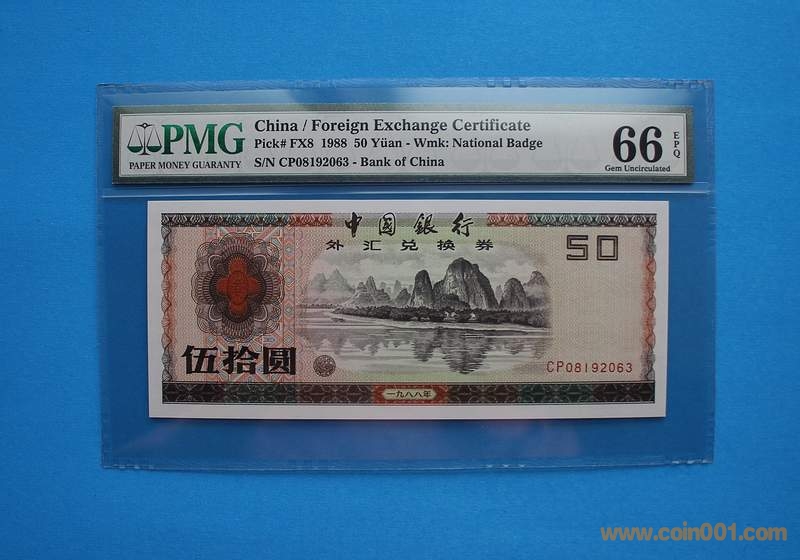 PMG
PAPER MONEY GUARANTY
China / Foreign Exchange Certificate
Pick# FX8 1988 50 Yüan - Wmk: National Badge
S/N CP08192063 - Bank of China
66
EPQ
Gem Uncirculated
中國銀行
外汇兑换券
50
伍拾圆
CP08192063
一九八八年
www.coin001.com